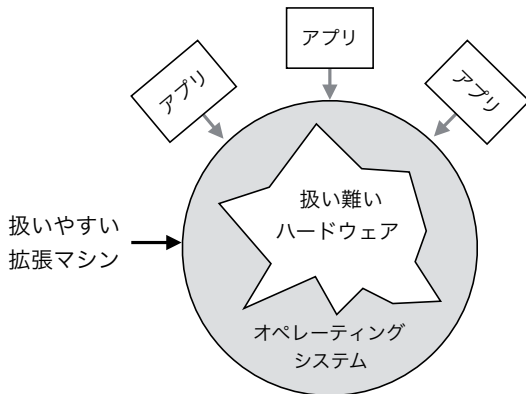 アプリ
アプリ
アプリ
扱い難い
ハードウェア
扱いやすい
拡張マシン
オペレーティング
システム